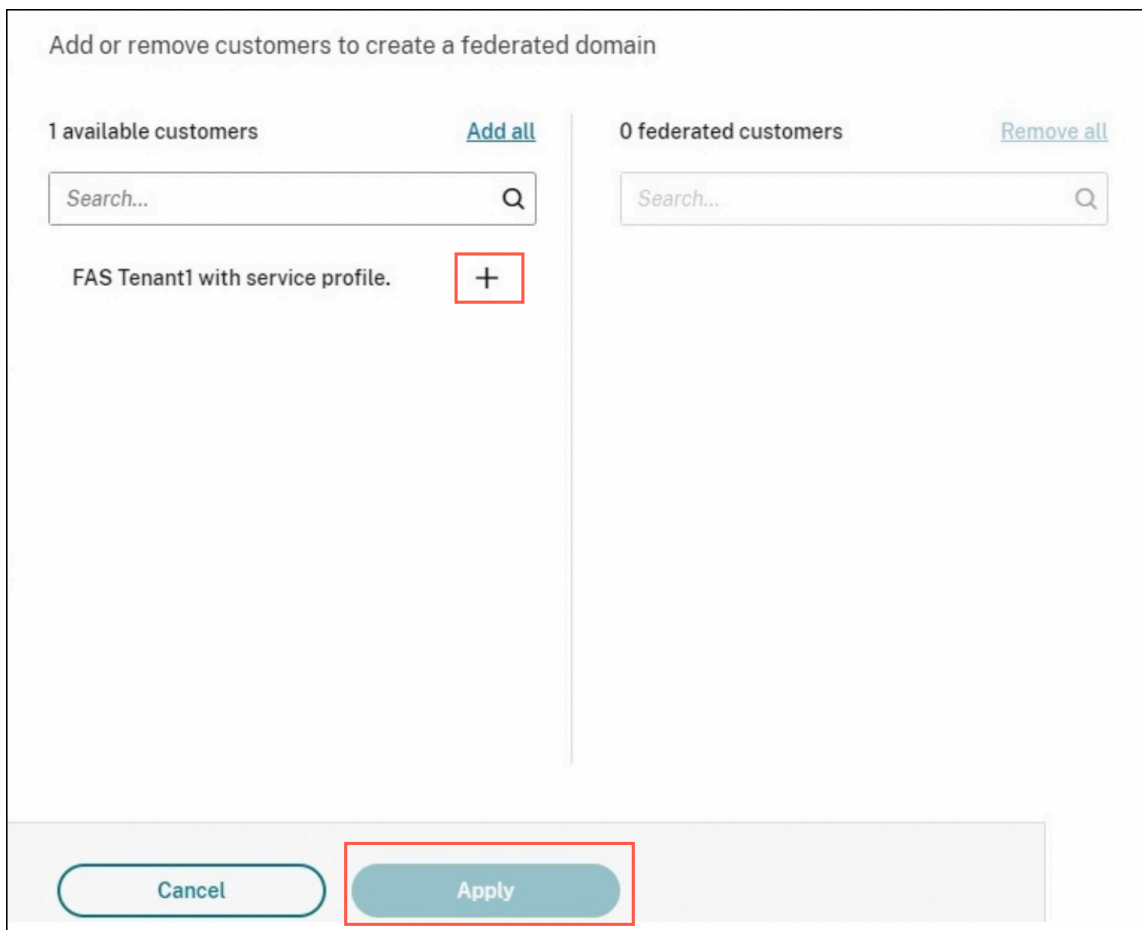 Add or remove customers to create a federated domain
1 available customers
Add all
Search...
FAS Tenant1 with service profile.
0 federated customers
Remove all
Search...
Cancel
Apply